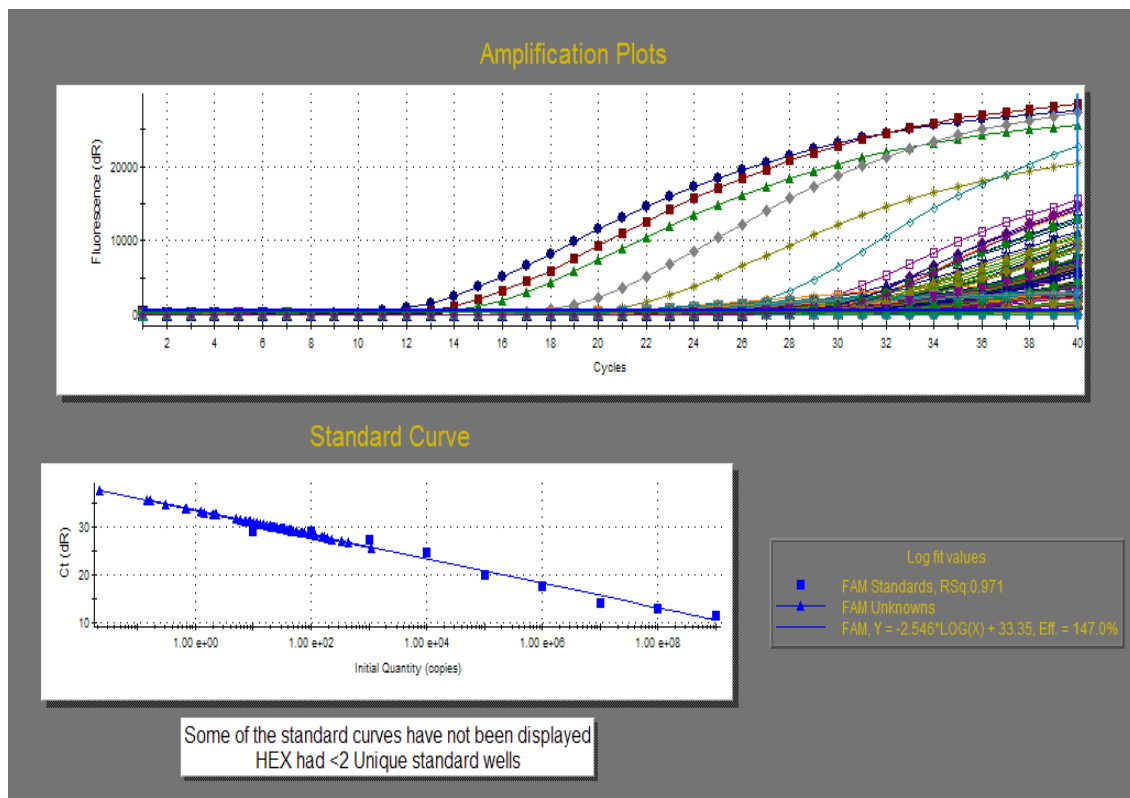 Amplification Plots
Fluorescence (dR)
20000
10000
0
2 4 6 8 10 12 14 16 18 20 22 24 26 28 30 32 34 36 38 40
Cycles
Standard Curve
Ct (dR)
30
20
10
1.00 e+00 1.00 e+02 1.00 e+04 1.00 e+06 1.00 e+08
Initial Quantity (copies)
Log fit values
FAM Standards, RSq:0.971
FAM Unknowns
FAM, Y = -2.546*LOG(X) + 33.35, Eff. = 147.0%
Some of the standard curves have not been displayed
HEX had <2 Unique standard wells